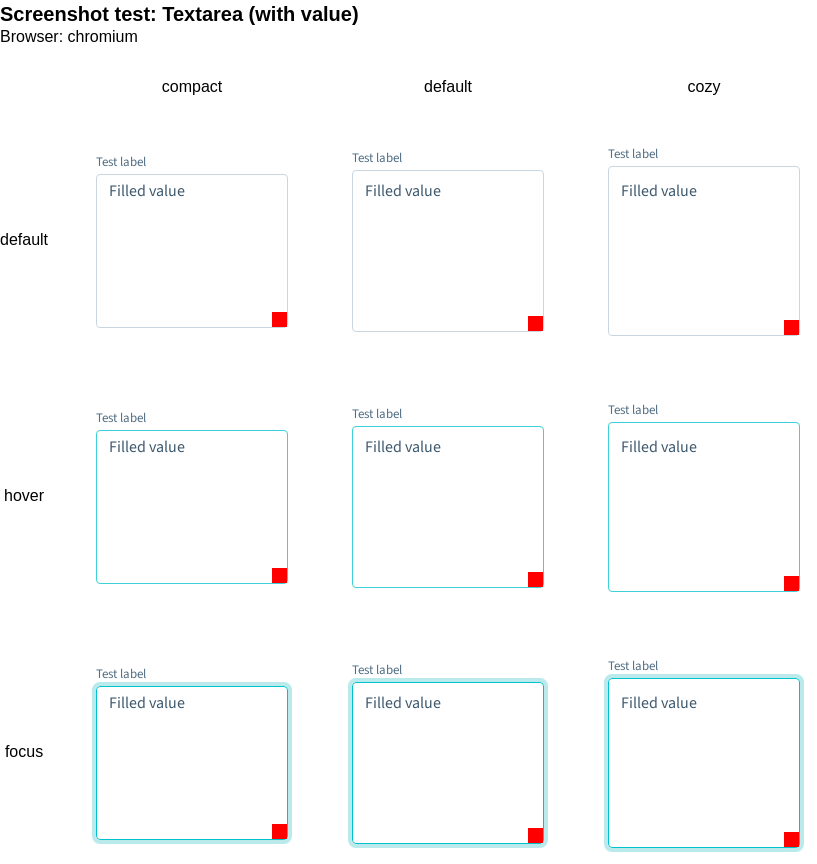 Screenshot test: Textarea (with value)
Browser: chromium
compact default cozy
Test label Test label Test label
Filled value Filled value Filled value
default
Test label Test label Test label
Filled value Filled value Filled value
hover
Test label Test label Test label
Filled value Filled value Filled value
focus